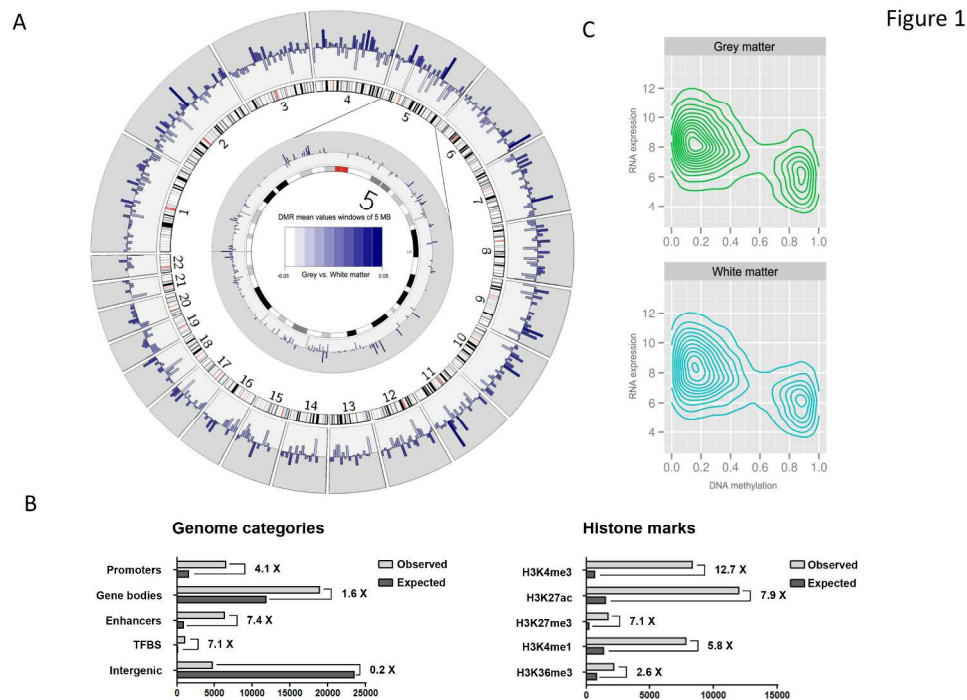 Figure 1
A
1
2
3
4
5
6
7
8
9
10
11
12
13
14
15
16
17
18
19
20
21
22
5
DMR mean values windows of 5 MB
-0.05
0.05
Grey vs. White matter
5
C
Grey matter
RNA expression
12
10
8
6
4
0.0 0.2 0.4 0.6 0.8 1.0
White matter
RNA expression
12
10
8
6
4
0.0 0.2 0.4 0.6 0.8 1.0
DNA methylation
B
Genome categories
Observed
Expected
Promoters 4.1 X
Gene bodies 1.6 X
Enhancers 7.4 X
TFBS 7.1 X
Intergenic 0.2 X
0 5000 10000 15000 20000 25000
Histone marks
Observed
Expected
H3K4me3 12.7 X
H3K27ac 7.9 X
H3K27me3 7.1 X
H3K4me1 5.8 X
H3K36me3 2.6 X
0 5000 10000 15000